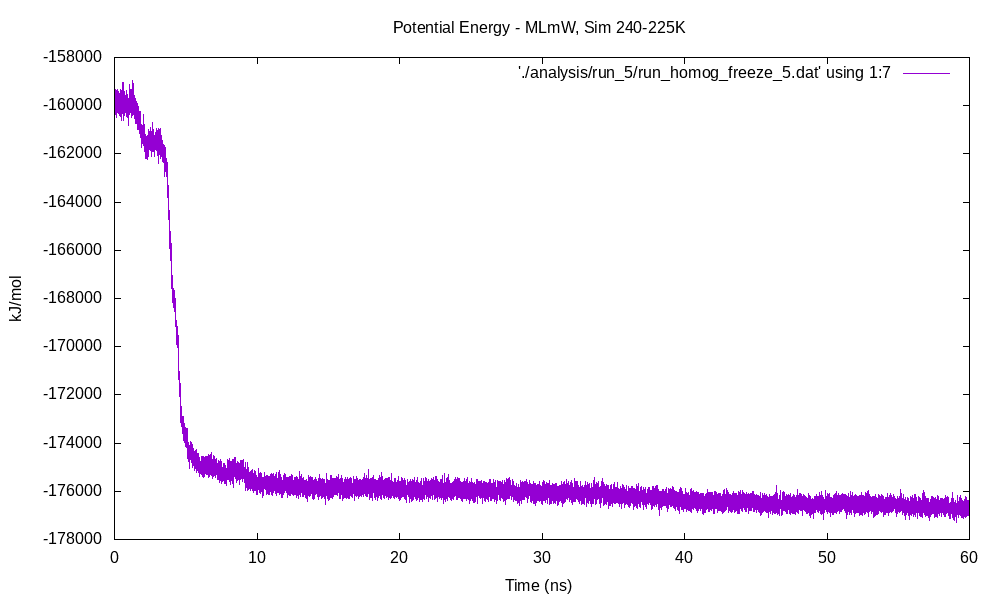 Potential Energy - MLmW, Sim 240-225K
'./analysis/run_5/run_homog_freeze_5.dat' using 1:7
-158000
-160000
-162000
-164000
-166000
-168000
-170000
-172000
-174000
-176000
-178000
kJ/mol
0 10 20 30 40 50 60
Time (ns)